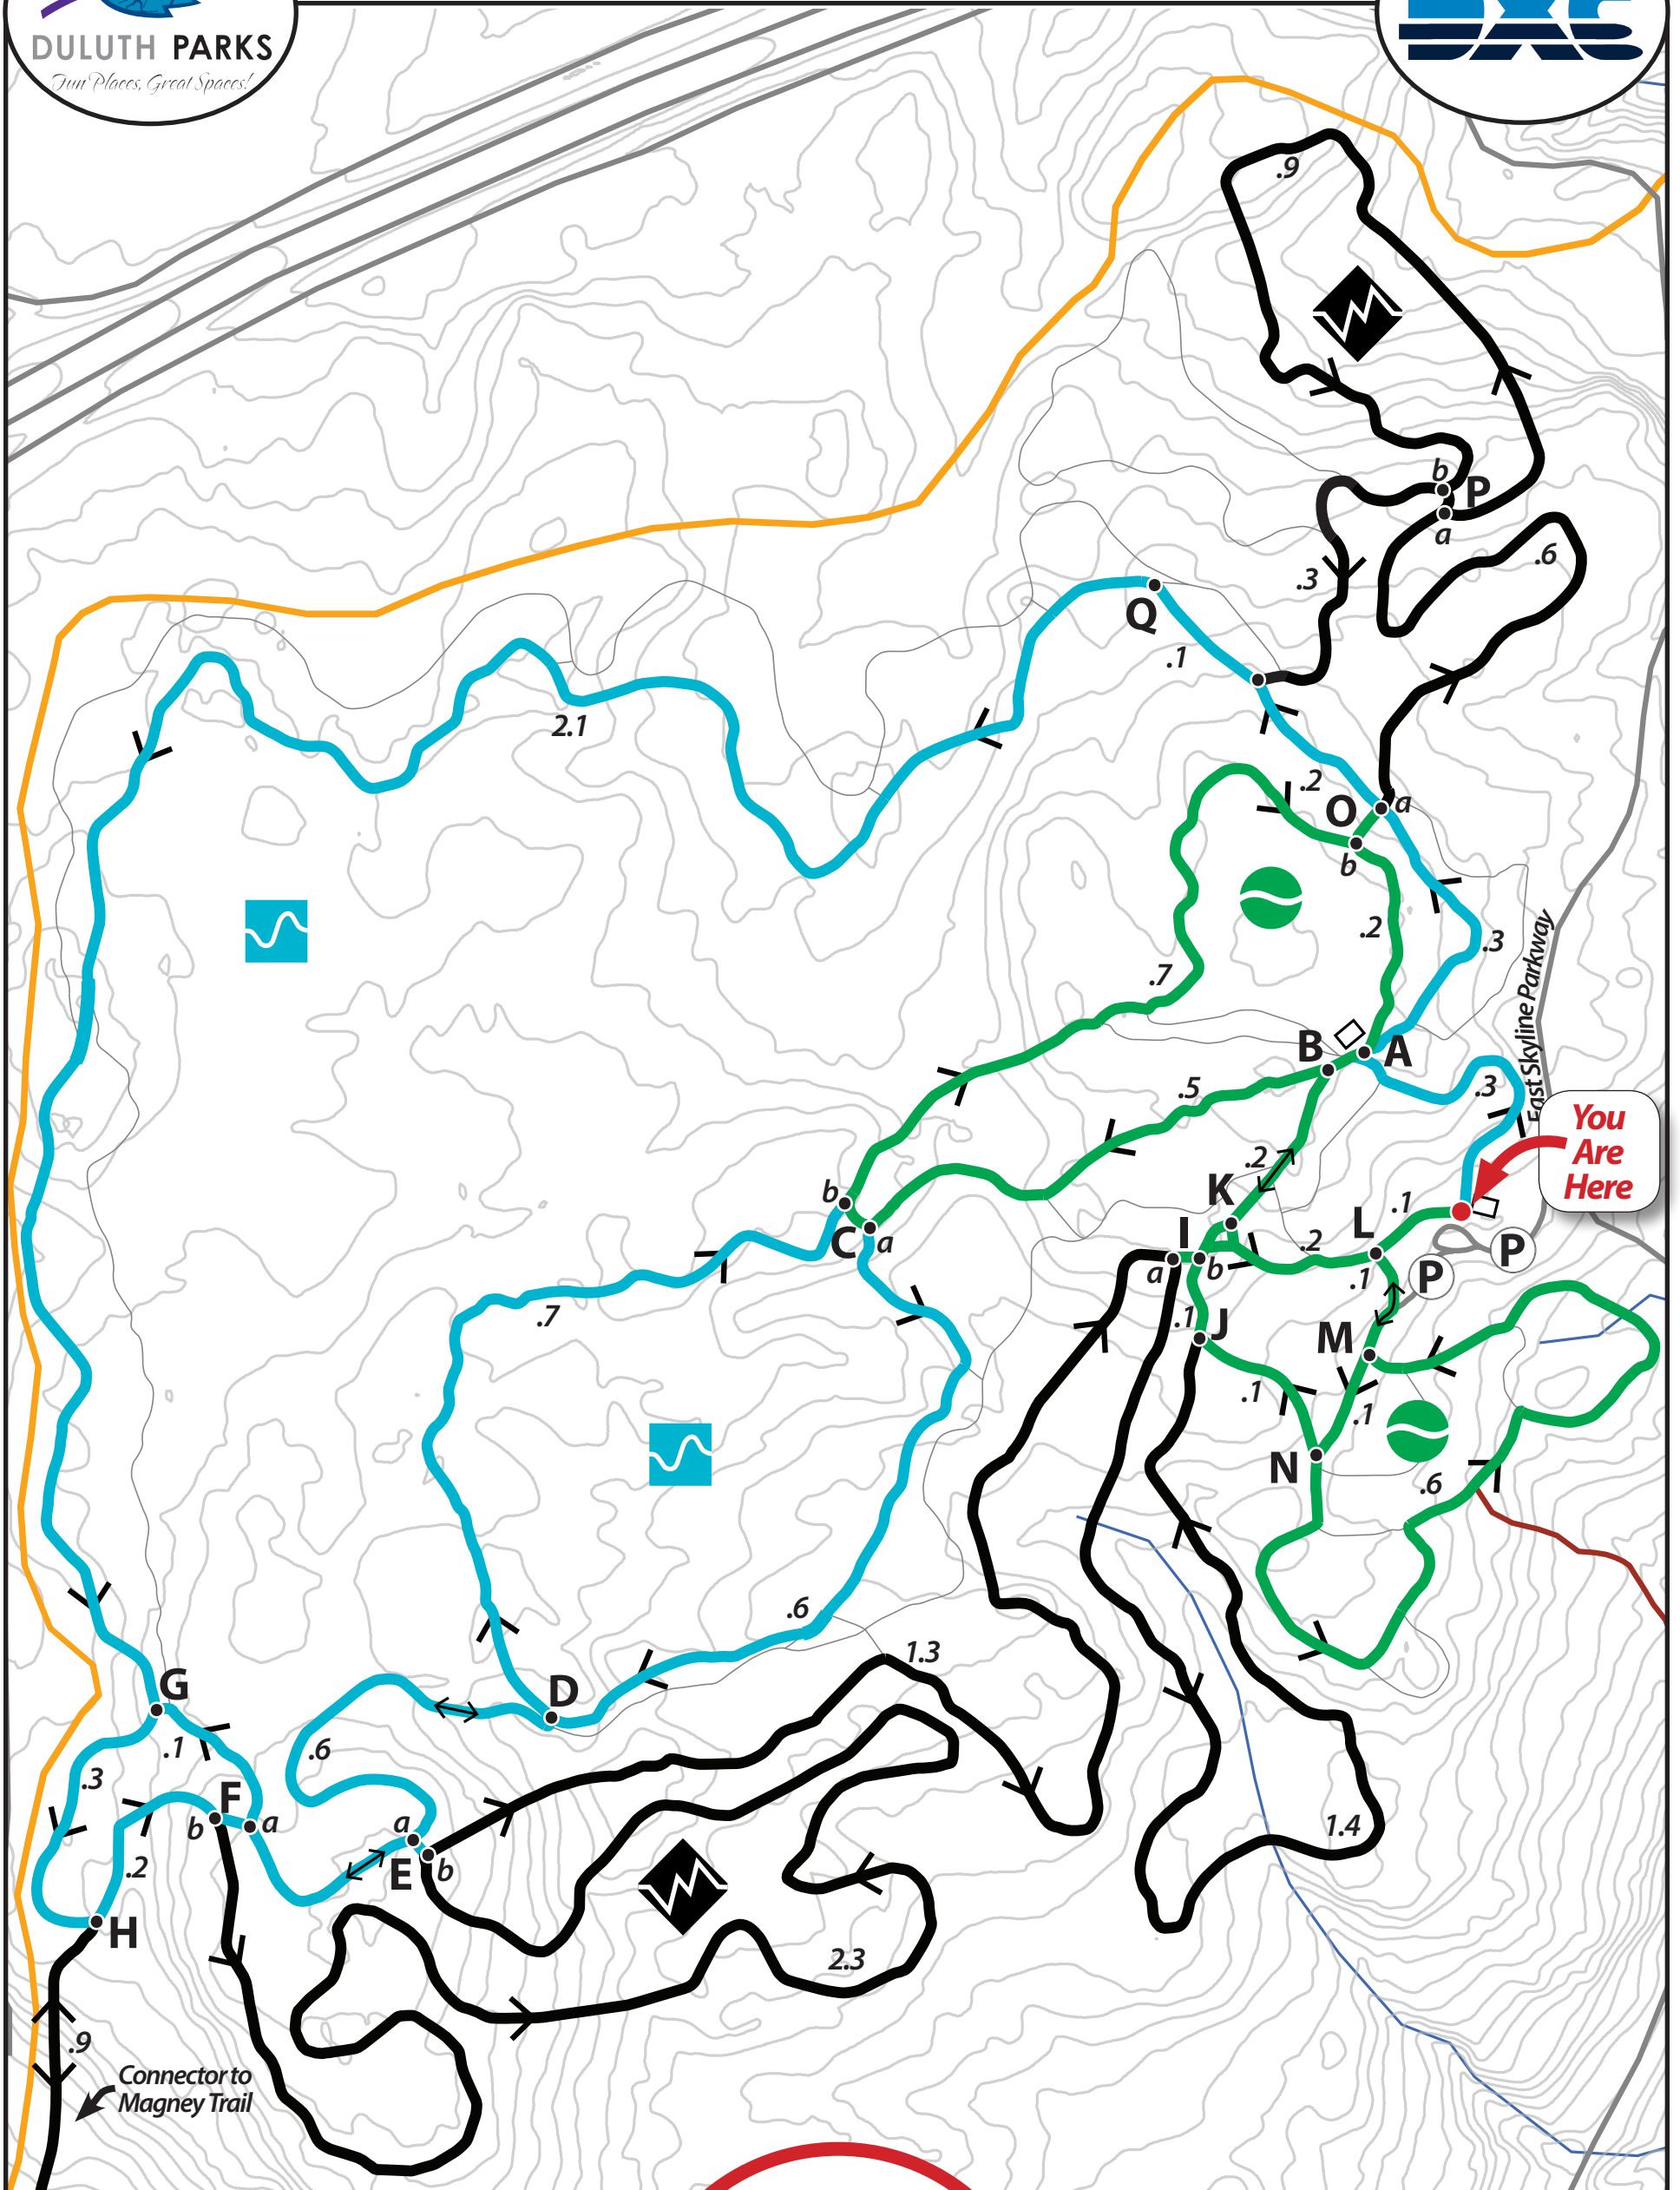 DULUTH PARKS
Fun Places, Great Spaces!
DXC
.9
b
P
a
.6
.3
Q
.1
2.1
.2
O
a
b
.2
.3
East Skyline Parkway
.7
B
A
.5
.3
You
Are
Here
.2
K
b
C
a
I
a
b
L
.1
.2
P
P
.1
.7
.1
J
M
.1
.1
N
.6
.6
1.3
D
G
.1
.6
.3
F
b
a
a
E
b
.2
1.4
H
2.3
.9
Connector to
Magney Trail